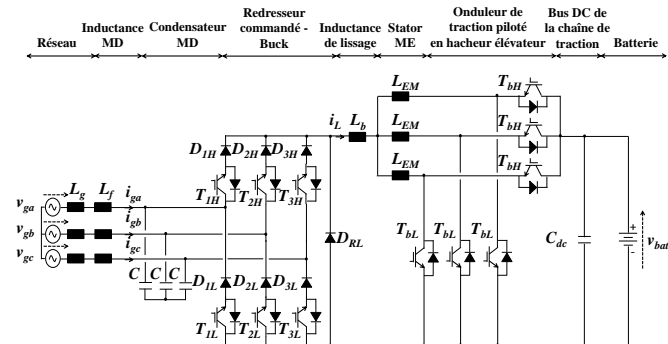 Réseau
Inductance
MD
Condensateur
MD
Redresseur
commandé -
Buck
Inductance
de lissage
Stator
ME
Onduleur de
traction piloté
en hacheur élévateur
Bus DC de
la chaîne de
traction
Batterie
L_EM T_bH
i_L L_b L_EM T_bH
D_1H D_2H D_3H
L_EM T_bH
T_1H T_2H T_3H
L_g L_f i_ga
v_ga
i_gb
v_gb
i_gc
v_gc
D_RL
T_bL T_bL T_bL
C_dc
+
-
v_bat
C C C
D_1L D_2L D_3L
T_1L T_2L T_3L